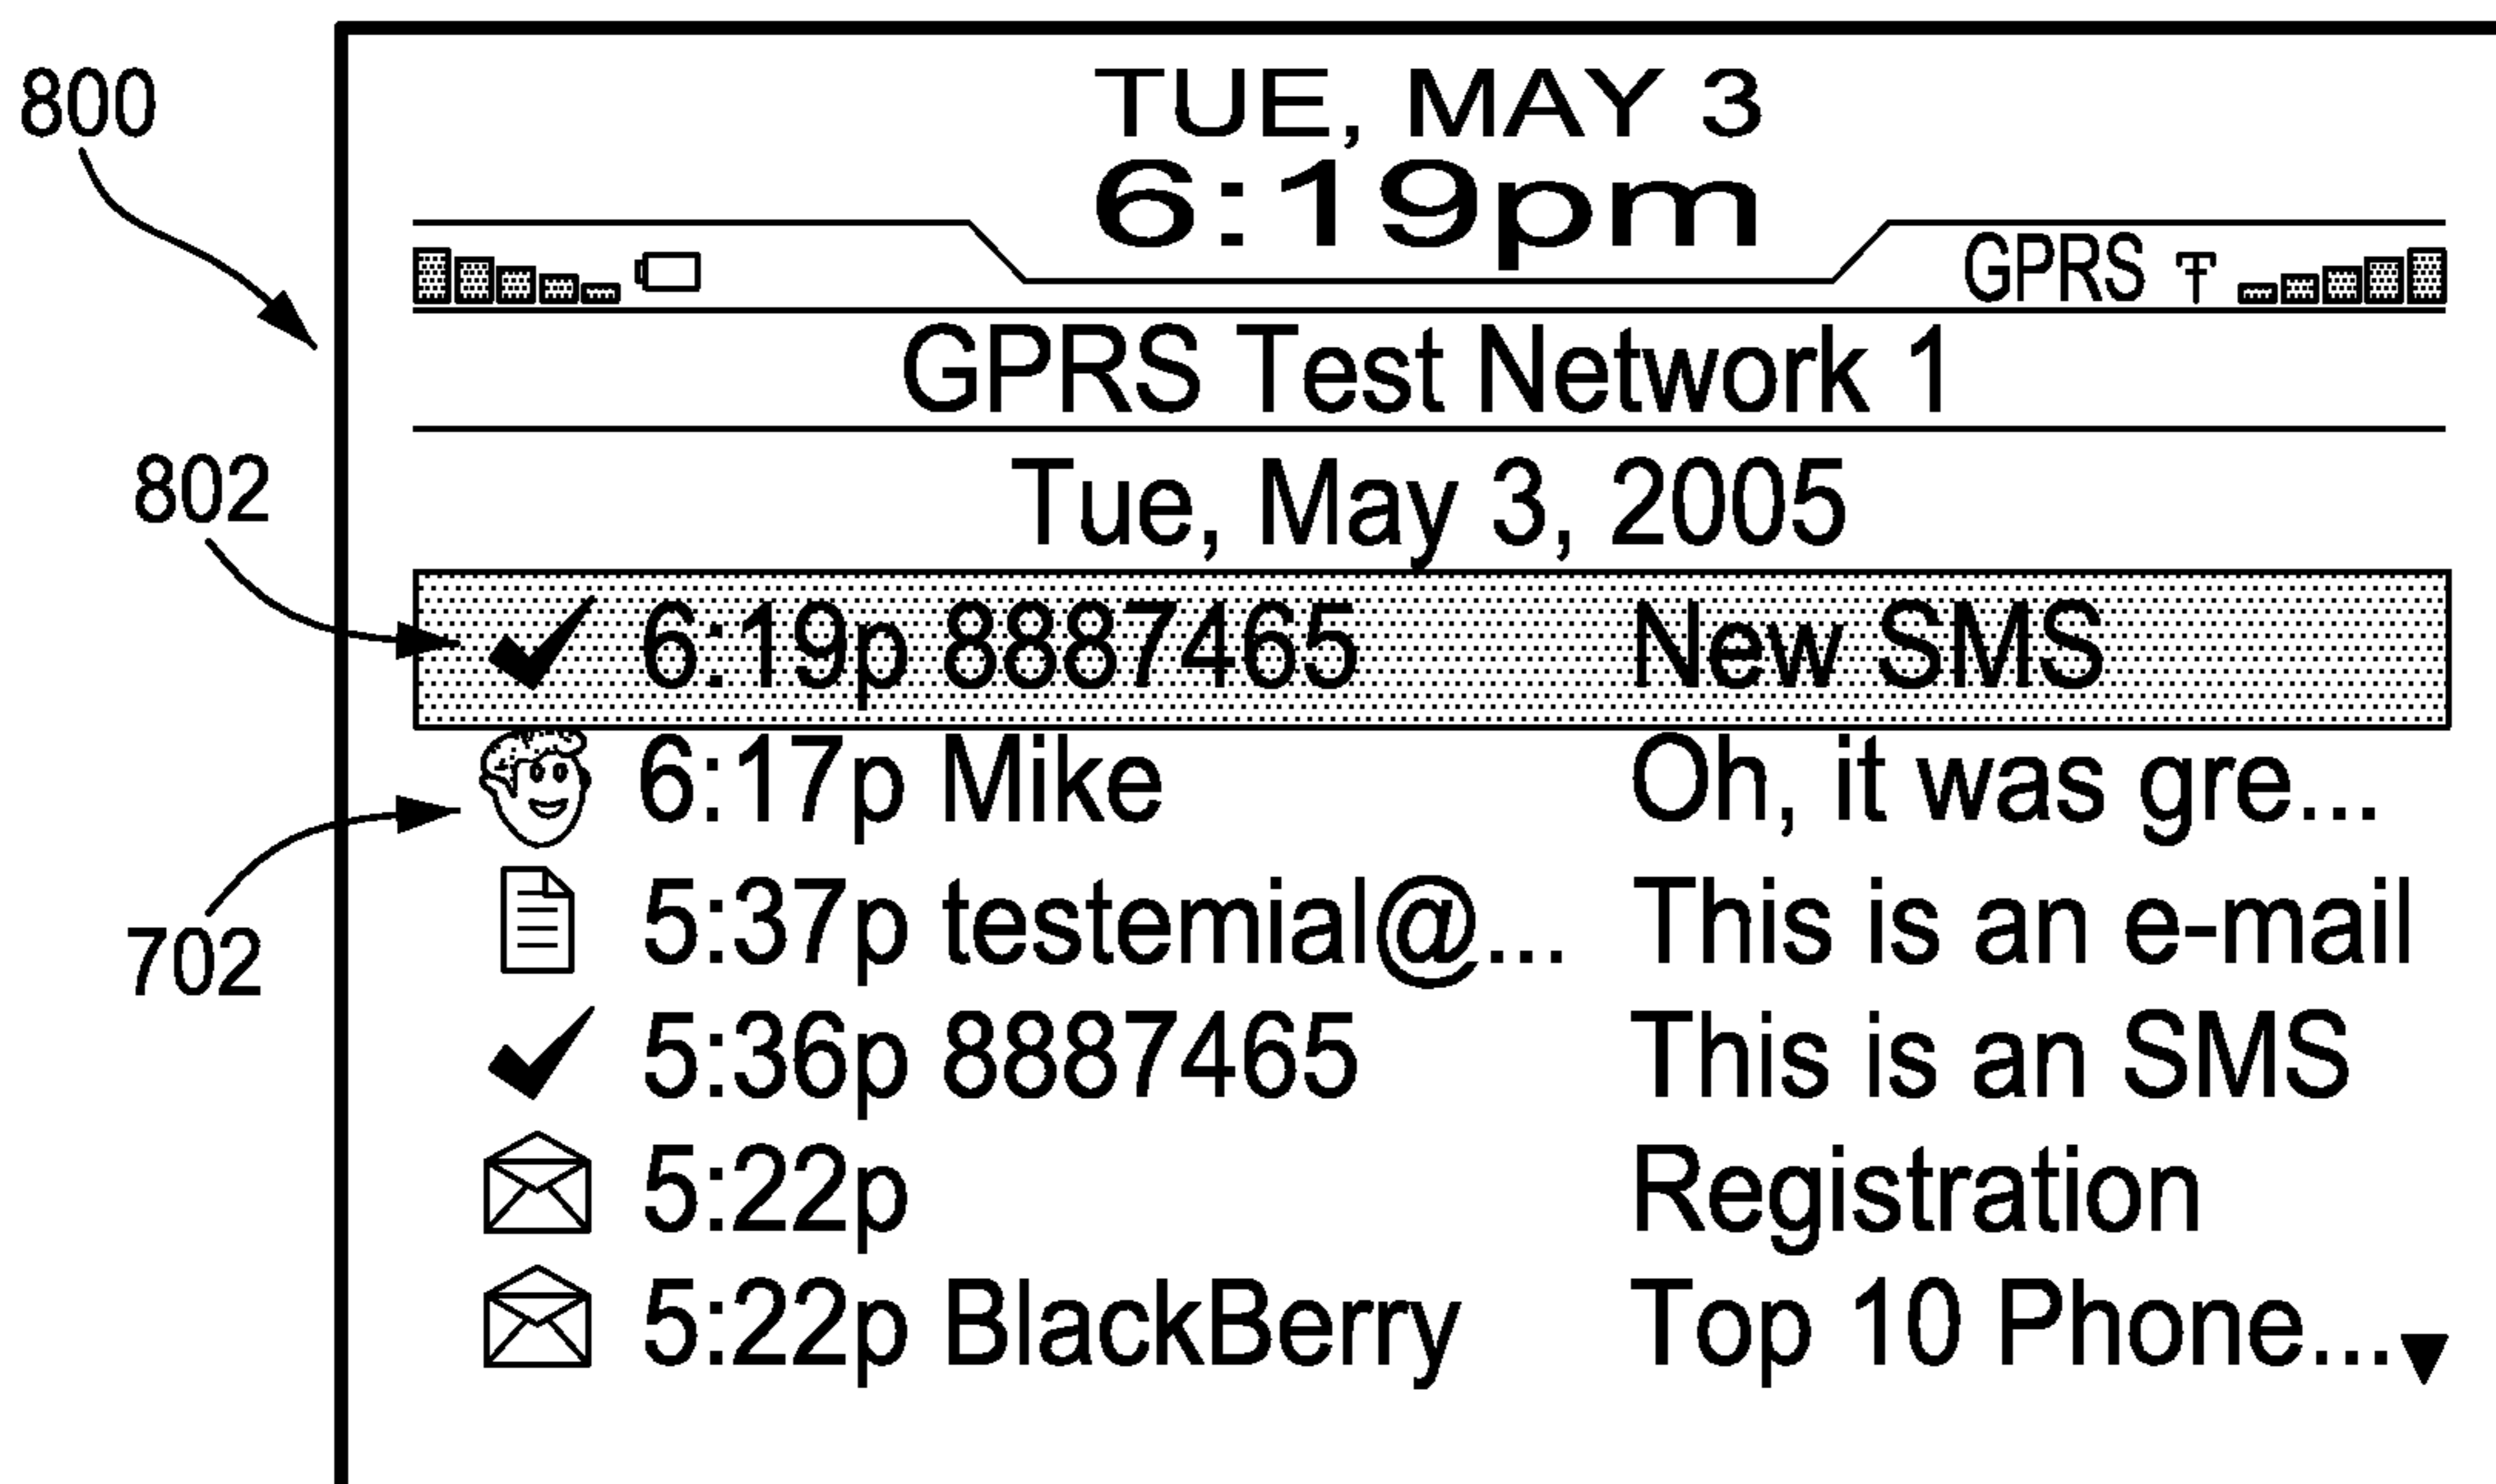 800
TUE, MAY 3
6:19pm
GPRS
GPRS Test Network 1
802
Tue, May 3, 2005
6:19p 8887465 New SMS
6:17p Mike Oh, it was gre...
702
5:37p testemial@... This is an e-mail
5:36p 8887465 This is an SMS
5:22p Registration
5:22p BlackBerry Top 10 Phone...